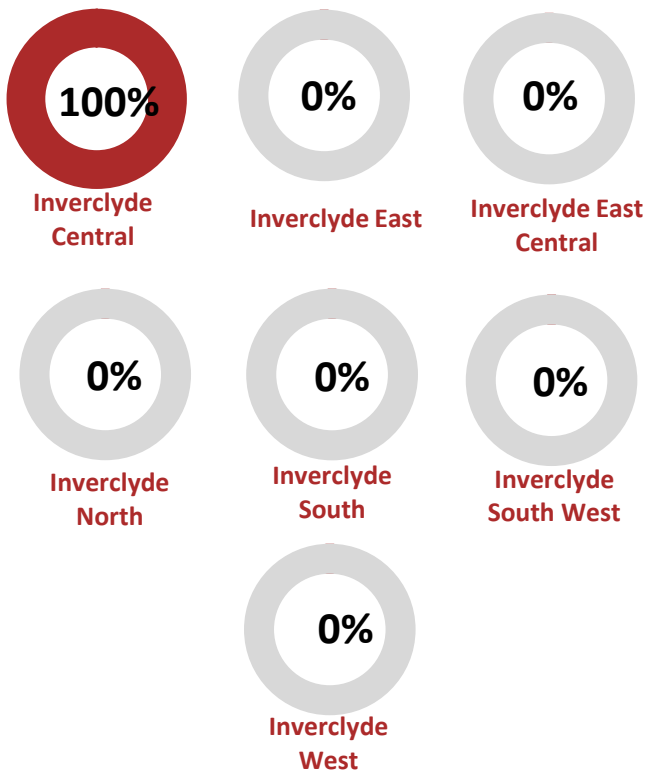 100%
Inverclyde
Central
0%
Inverclyde East
0%
Inverclyde East
Central
0%
Inverclyde
North
0%
Inverclyde
South
0%
Inverclyde
South West
0%
Inverclyde
West